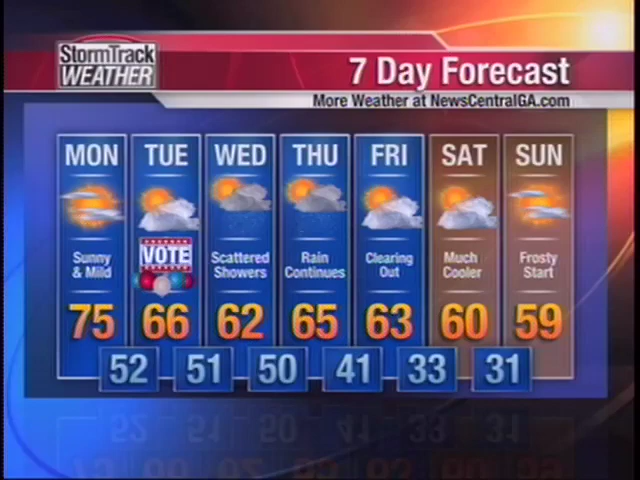 StormTrack
WEATHER
7 Day Forecast
More Weather at NewsCentralGA.com
MON TUE WED THU FRI SAT SUN
Sunny
& Mild
VOTE
Scattered
Showers
Rain
Continues
Clearing
Out
Much
Cooler
Frosty
Start
75 66 62 65 63 60 59
52 51 50 41 33 31